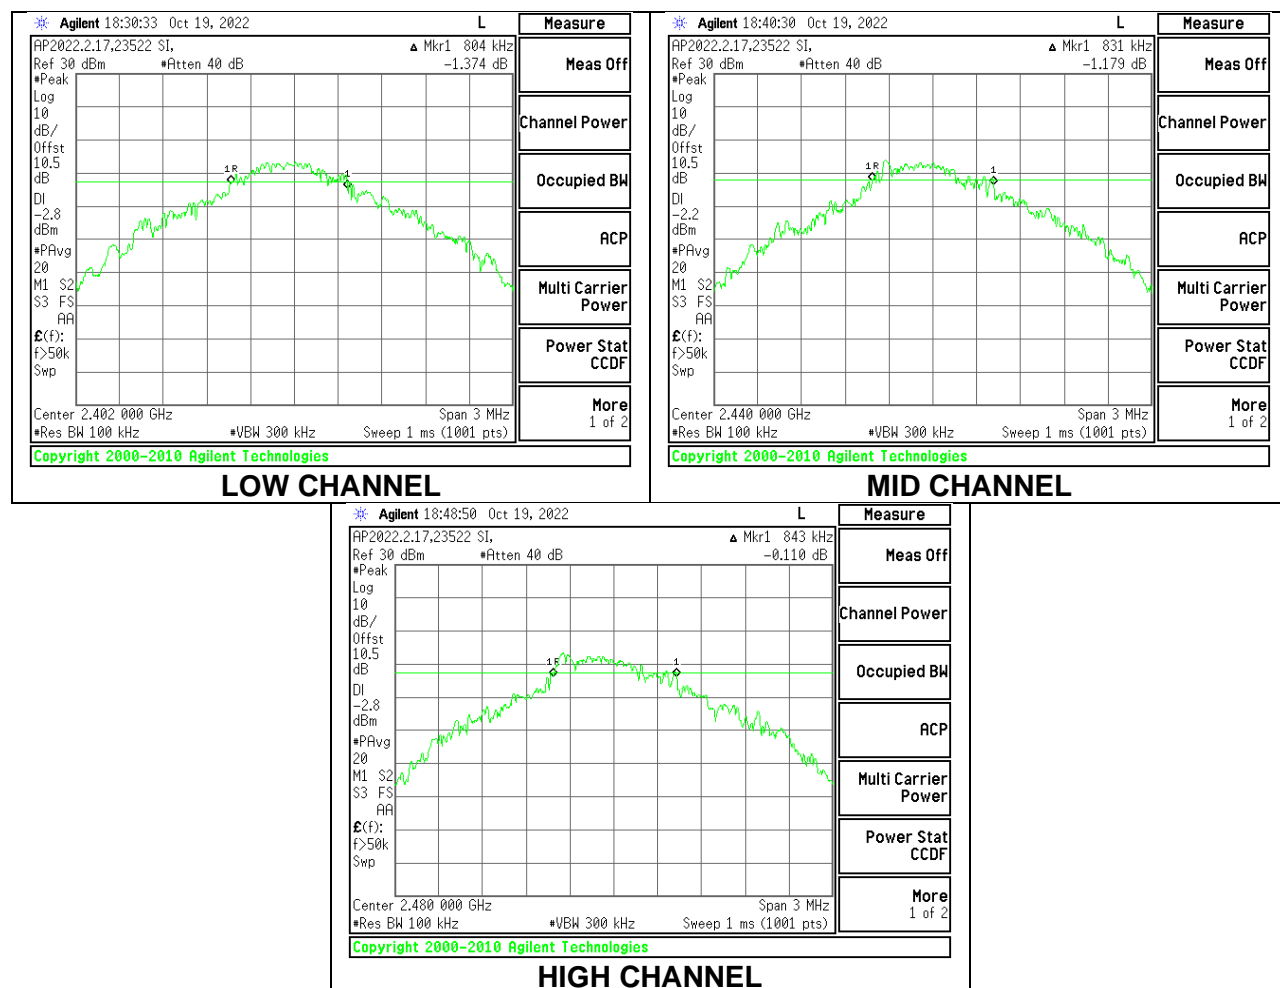 Agilent 18:30:33 Oct 19, 2022 L Measure
AP2022.2.17,23522 SI, Δ Mkr1 804 kHz
Ref 30 dBm #Atten 40 dB -1.374 dB
Meas Off
#Peak
Log
10
dB/
Offst
10.5
dB
DI
-2.8
dBm
#PAvg
20
M1 S2
S3 FS
AA
£(f):
f>50k
Swp
1R
1
Channel Power
Occupied BW
ACP
Multi Carrier
Power
Power Stat
CCDF
More
1 of 2
Center 2.402 000 GHz Span 3 MHz
#Res BW 100 kHz #VBW 300 kHz Sweep 1 ms (1001 pts)
Copyright 2000-2010 Agilent Technologies
LOW CHANNEL
Agilent 18:40:30 Oct 19, 2022 L Measure
AP2022.2.17,23522 SI, Δ Mkr1 831 kHz
Ref 30 dBm #Atten 40 dB -1.179 dB
Meas Off
#Peak
Log
10
dB/
Offst
10.5
dB
DI
-2.2
dBm
#PAvg
20
M1 S2
S3 FS
AA
£(f):
f>50k
Swp
1R
1
Channel Power
Occupied BW
ACP
Multi Carrier
Power
Power Stat
CCDF
More
1 of 2
Center 2.440 000 GHz Span 3 MHz
#Res BW 100 kHz #VBW 300 kHz Sweep 1 ms (1001 pts)
Copyright 2000-2010 Agilent Technologies
MID CHANNEL
Agilent 18:48:50 Oct 19, 2022 L Measure
AP2022.2.17,23522 SI, Δ Mkr1 843 kHz
Ref 30 dBm #Atten 40 dB -0.110 dB
Meas Off
#Peak
Log
10
dB/
Offst
10.5
dB
DI
-2.8
dBm
#PAvg
20
M1 S2
S3 FS
AA
£(f):
f>50k
Swp
1R
1
Channel Power
Occupied BW
ACP
Multi Carrier
Power
Power Stat
CCDF
More
1 of 2
Center 2.480 000 GHz Span 3 MHz
#Res BW 100 kHz #VBW 300 kHz Sweep 1 ms (1001 pts)
Copyright 2000-2010 Agilent Technologies
HIGH CHANNEL